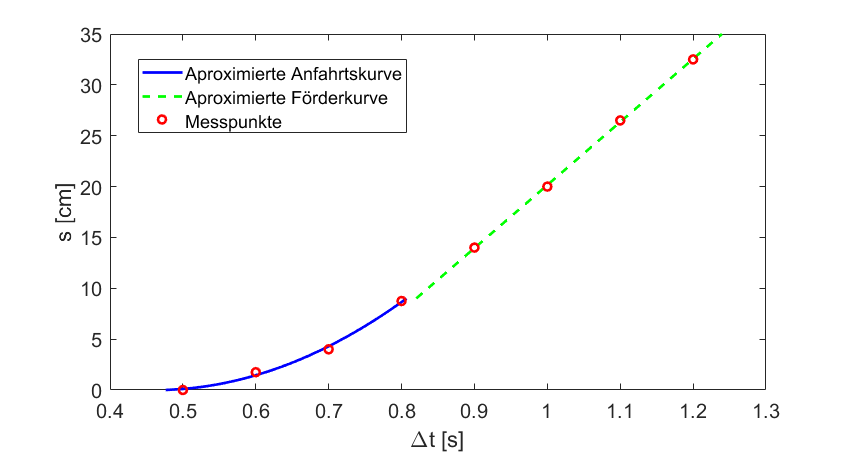 35
30
25
20
15
10
5
0
s [cm]
Aproximierte Anfahrtskurve
Aproximierte Förderkurve
Messpunkte
0.4 0.5 0.6 0.7 0.8 0.9 1 1.1 1.2 1.3
Δt [s]